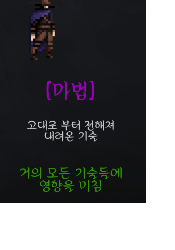 [마법]
고대로 부터 전해져
내려온 기술
거의 모든 기술등에
영향을 미침